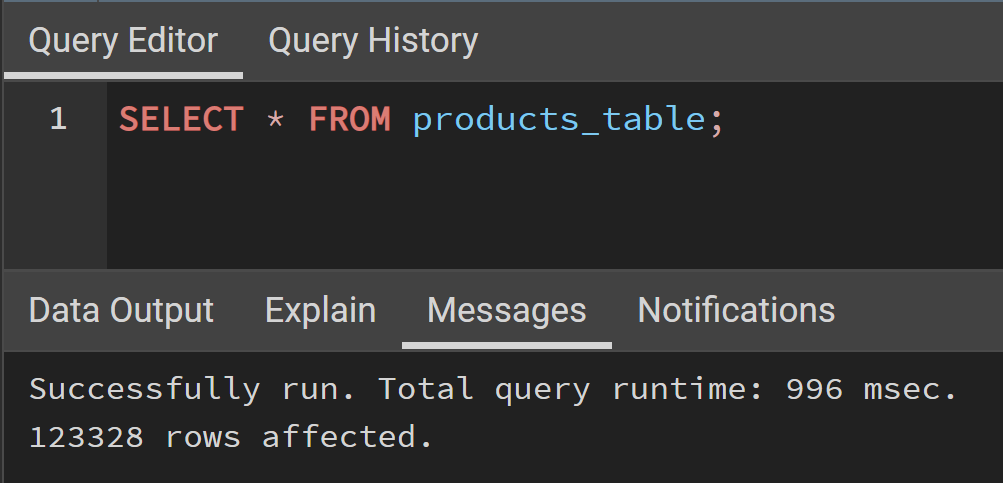 Query Editor Query History
1 SELECT * FROM products_table;
Data Output Explain Messages Notifications
Successfully run. Total query runtime: 996 msec.
123328 rows affected.